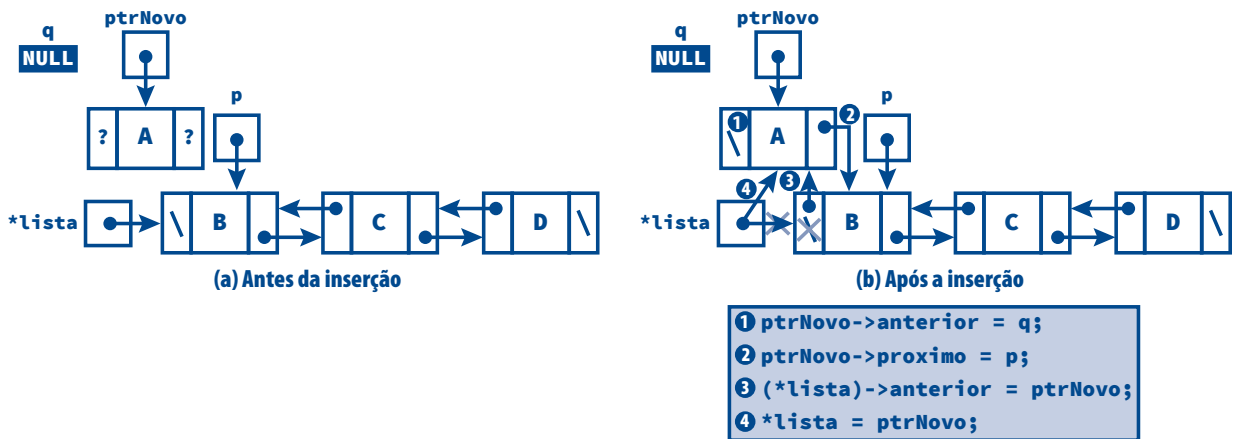 q
NULL
ptrNovo
p
? A ?
*lista
\ B C D \
(a) Antes da inserção
q
NULL
ptrNovo
p
1
\ A
2
4
3
*lista
\ B C D \
(b) Após a inserção
1 ptrNovo->anterior = q;
2 ptrNovo->proximo = p;
3 (*lista)->anterior = ptrNovo;
4 *lista = ptrNovo;